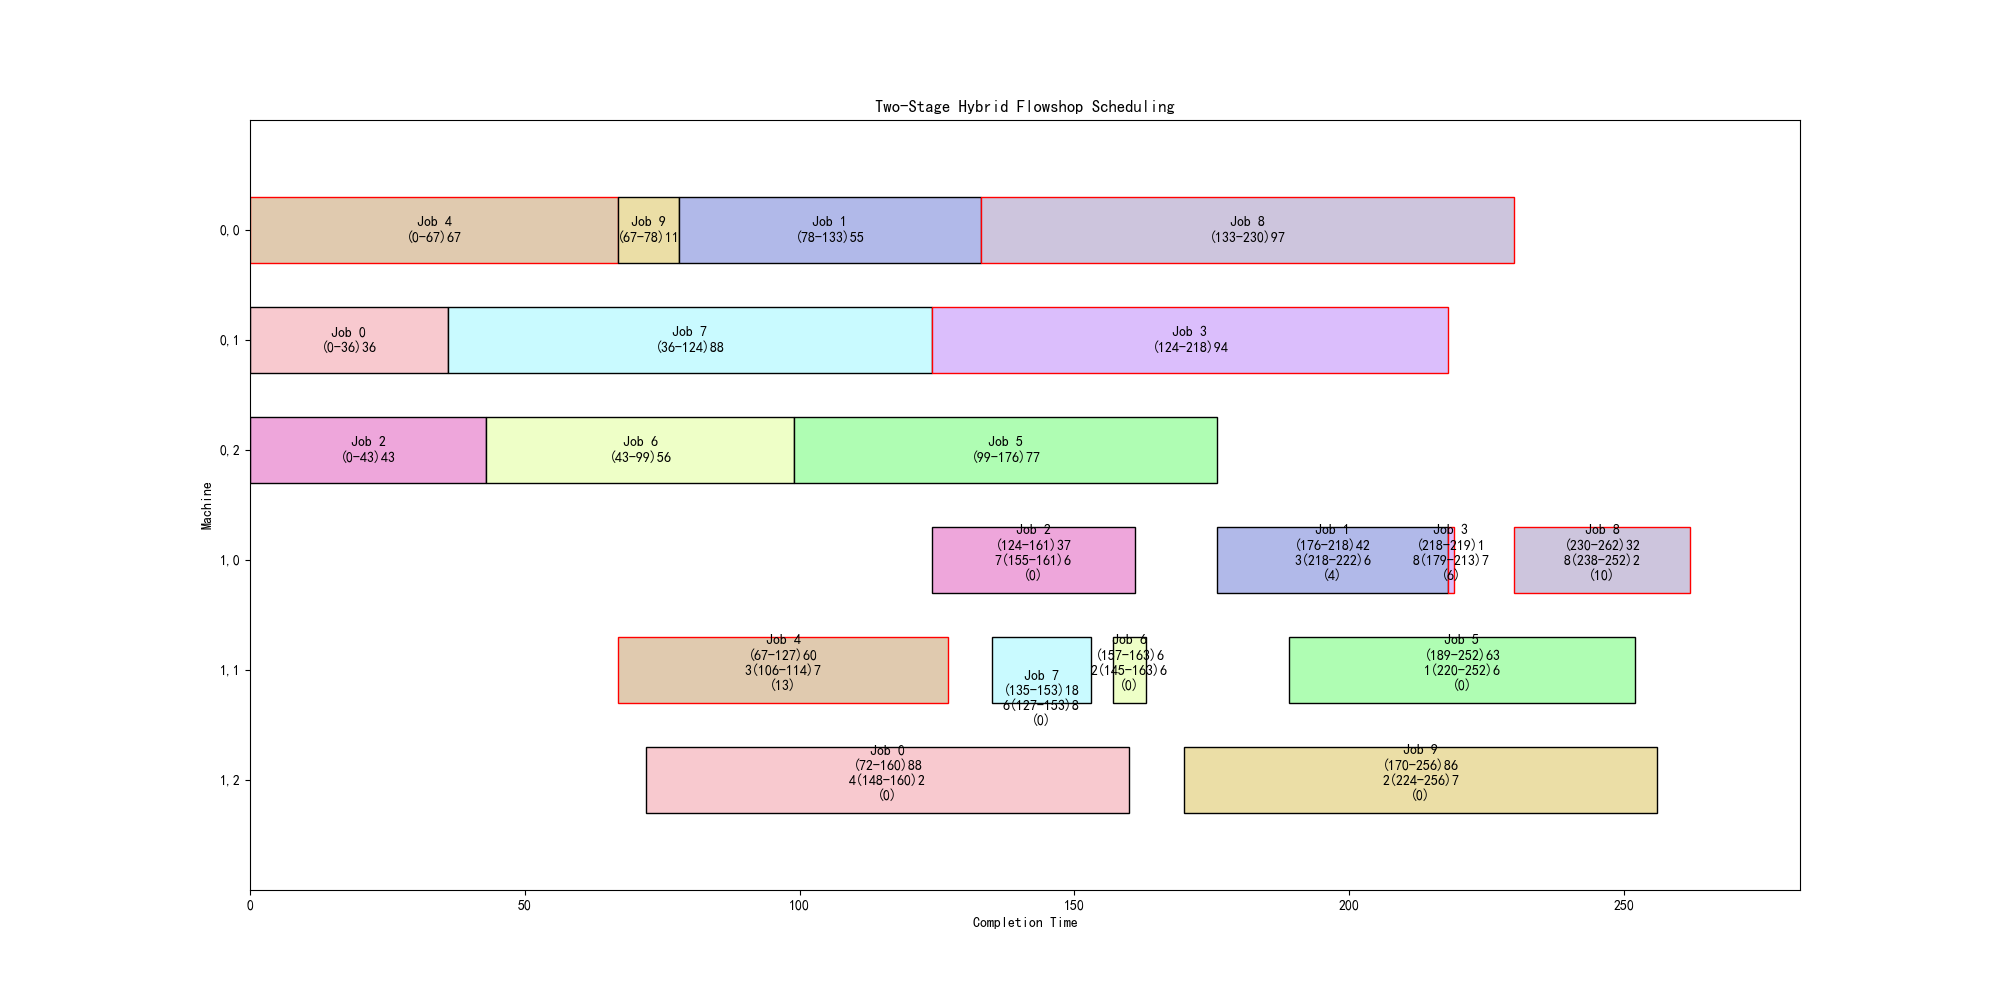 Two-Stage Hybrid Flowshop Scheduling
0,0
Job 4
(0-67)67
Job 9
(67-78)11
Job 1
(78-133)55
Job 8
(133-230)97
0,1
Job 0
(0-36)36
Job 7
(36-124)88
Job 3
(124-218)94
0,2
Job 2
(0-43)43
Job 6
(43-99)56
Job 5
(99-176)77
Machine
1,0
Job 2
(124-161)37
7(155-161)6
(0)
Job 1
(176-218)42
3(218-222)6
(4)
Job 3
(218-219)1
8(179-213)7
(6)
Job 8
(230-262)32
8(238-252)2
(10)
1,1
Job 4
(67-127)60
3(106-114)7
(13)
Job 7
(135-153)18
6(127-153)8
(0)
Job 6
(157-163)6
2(145-163)6
(0)
Job 5
(189-252)63
1(220-252)6
(0)
1,2
Job 0
(72-160)88
4(148-160)2
(0)
Job 9
(170-256)86
2(224-256)7
(0)
0
50
100
150
200
250
Completion Time